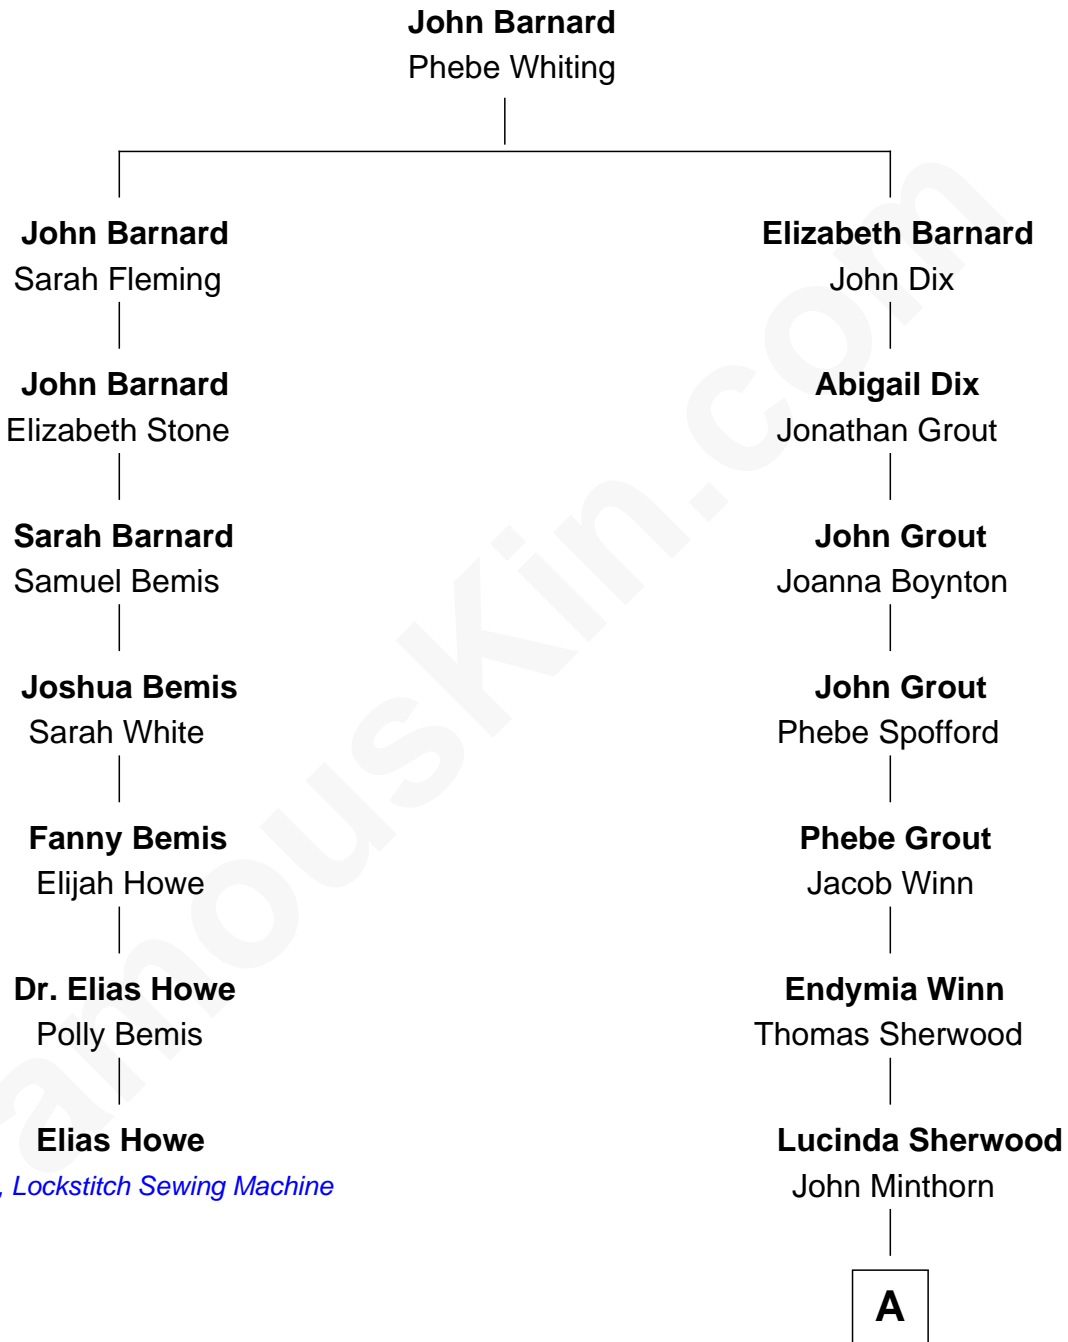 John Barnard
Phebe Whiting
John Barnard
Sarah Fleming
John Barnard
Elizabeth Stone
Sarah Barnard
Samuel Bemis
Joshua Bemis
Sarah White
Fanny Bemis
Elijah Howe
Dr. Elias Howe
Polly Bemis
Elias Howe
, Lockstitch Sewing Machine
Elizabeth Barnard
John Dix
Abigail Dix
Jonathan Grout
John Grout
Joanna Boynton
John Grout
Phebe Spofford
Phebe Grout
Jacob Winn
Endymia Winn
Thomas Sherwood
Lucinda Sherwood
John Minthorn
A
amousKin.com